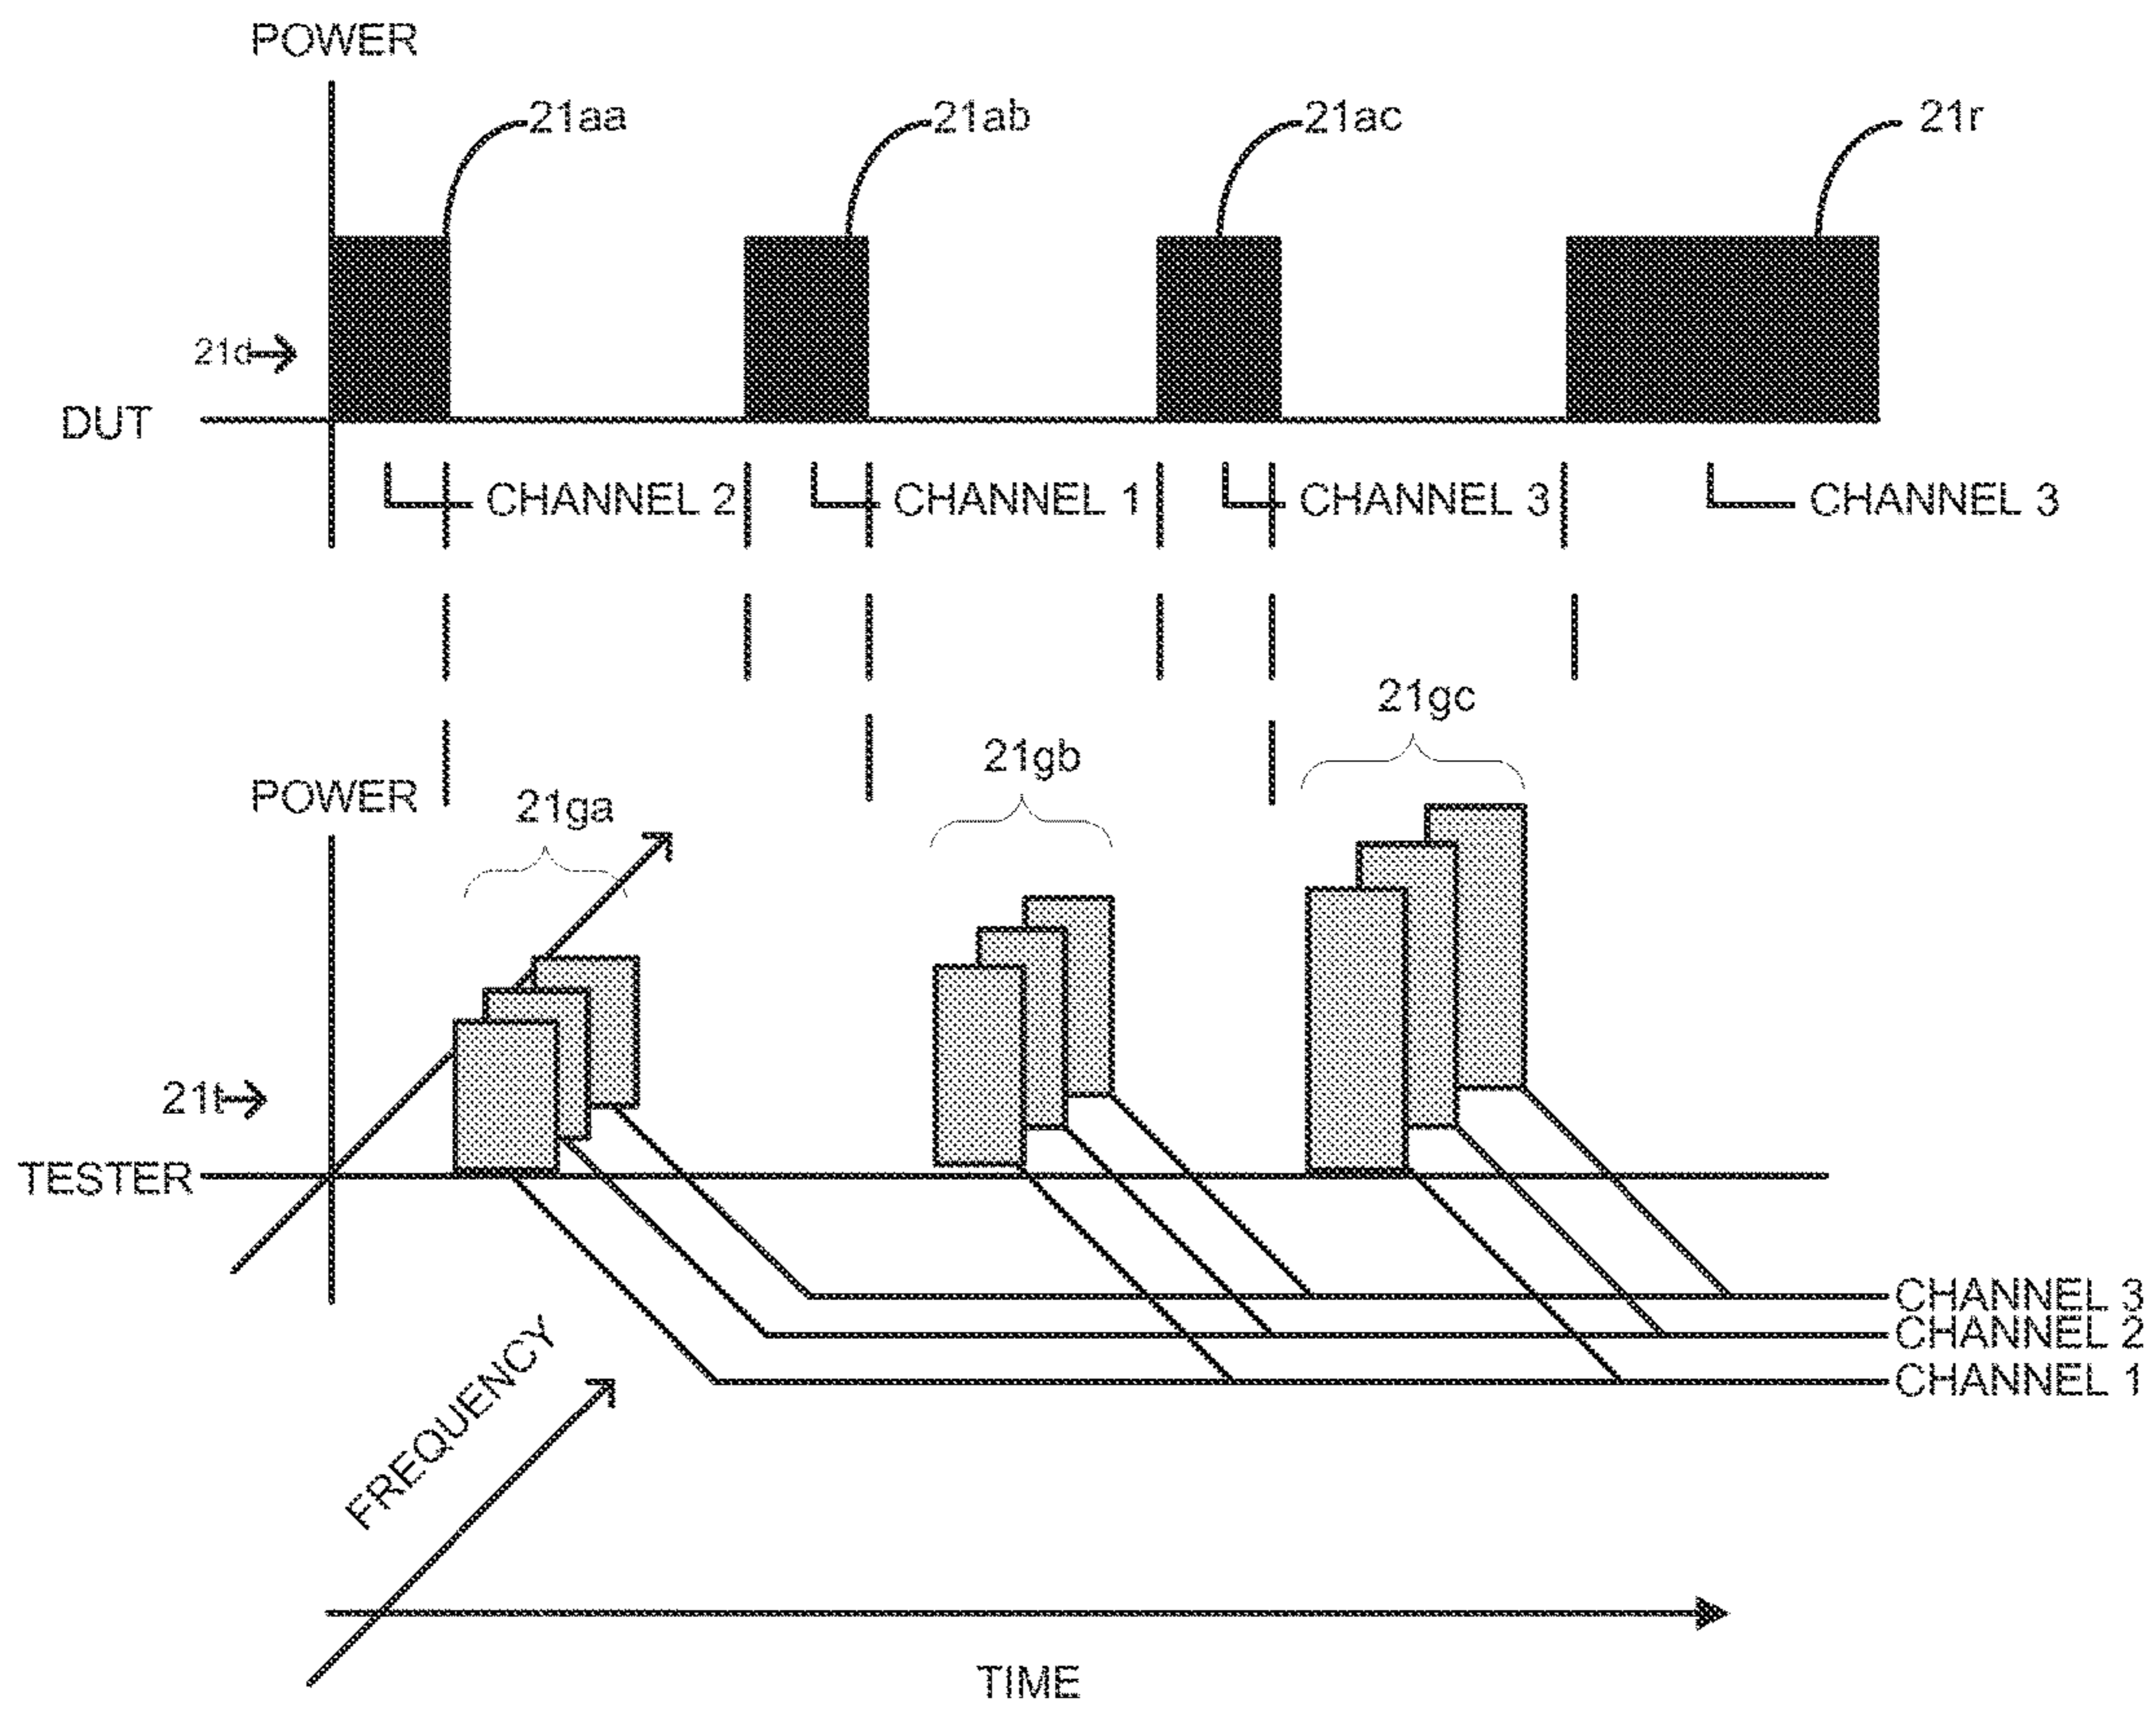 POWER
21aa
21ab
21ac
21r
21d
DUT
CHANNEL 2
CHANNEL 1
CHANNEL 3
CHANNEL 3
21gc
21gb
POWER
21ga
21t
TESTER
CHANNEL 3
CHANNEL 2
CHANNEL 1
FREQUENCY
TIME